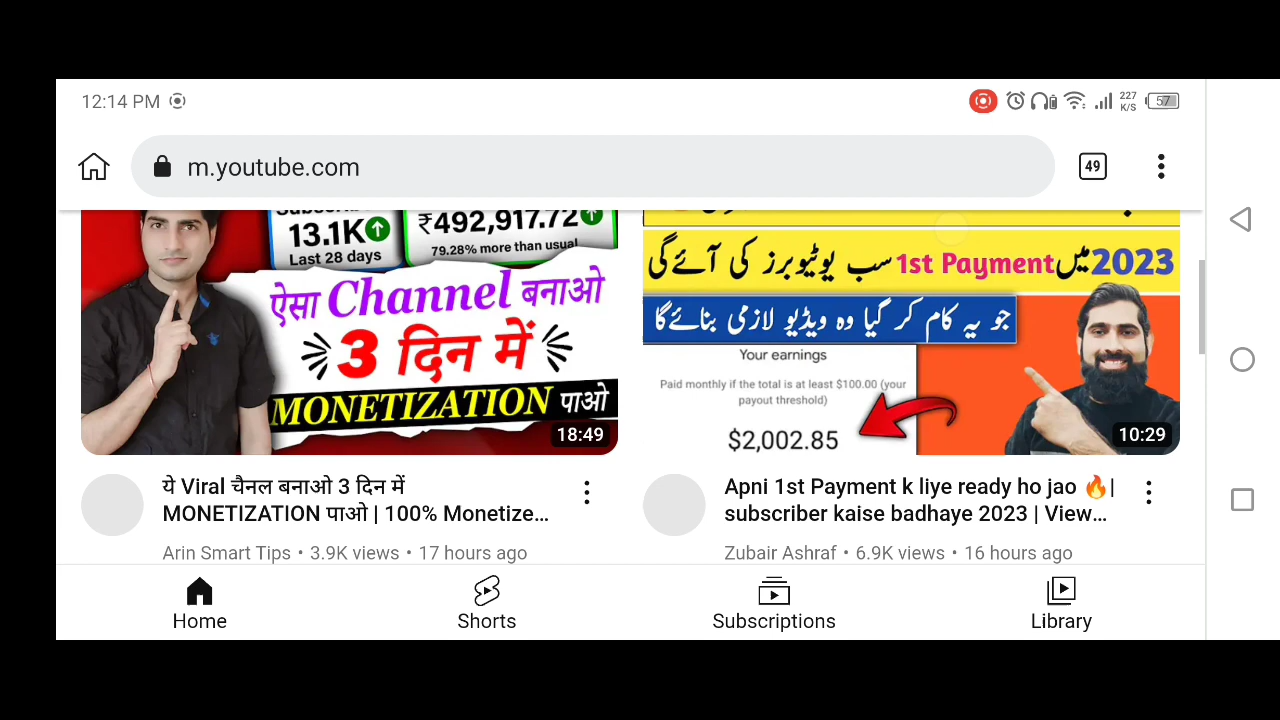 12:14 PM
227
K/S
57
m.youtube.com
49
13.1K
Last 28 days
₹492,917.72
79.28% more than usual
ऐसा Channel बनाओ
3 दिन में
MONETIZATION पाओ
18:49
2023 میں 1st Payment سب یوٹیوبرز کی آئے گی
جو یہ کام کر گیا وہ ویڈیو لازمی بنائے گا
Your earnings
Paid monthly if the total is at least $100.00 (your
payout threshold)
$2,002.85
10:29
ये Viral चैनल बनाओ 3 दिन में
MONETIZATION पाओ | 100% Monetize...
Arin Smart Tips • 3.9K views • 17 hours ago
Apni 1st Payment k liye ready ho jao 🔥|
subscriber kaise badhaye 2023 | View...
Zubair Ashraf • 6.9K views • 16 hours ago
Home
Shorts
Subscriptions
Library